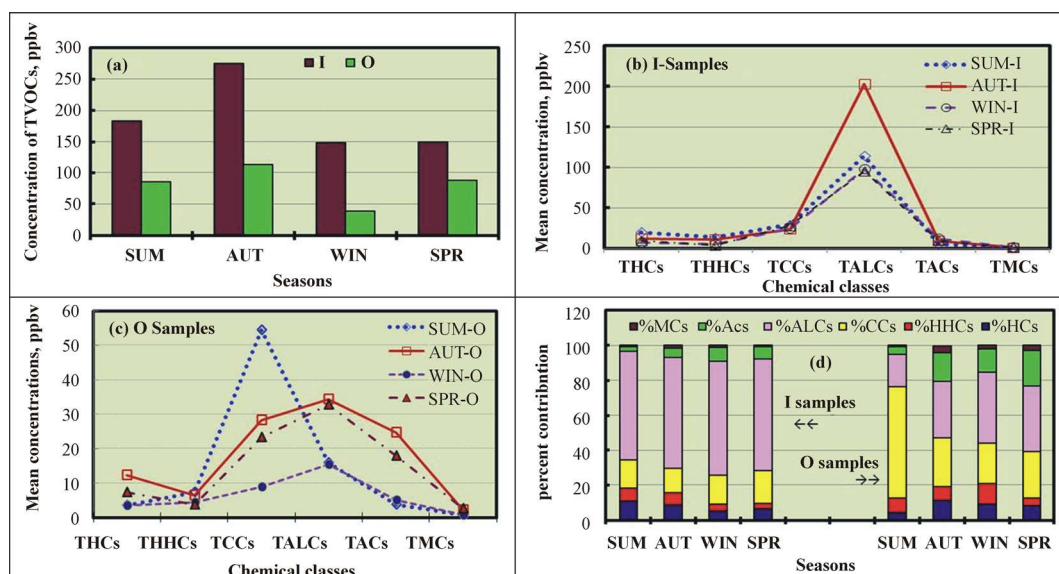 (a)
I
O
Concentration of TVOCs, ppbv
300
250
200
150
100
50
0
SUM AUT WIN SPR
Seasons
(b) I-Samples
SUM-I
AUT-I
WIN-I
SPR-I
Mean concentration, ppbv
250
200
150
100
50
0
THCs THHCs TCCs TALCs TACs TMCs
Chemical classes
(c) O Samples
SUM-O
AUT-O
WIN-O
SPR-O
Mean concentrations, ppbv
60
50
40
30
20
10
0
THCs THHCs TCCs TALCs TACs TMCs
Chemical classes
%MCs %Acs %ALCs %CCs %HHCs %HCs
(d)
I samples
←←
O samples
→→
percent contribution
120
100
80
60
40
20
0
SUM AUT WIN SPR SUM AUT WIN SPR
Seasons